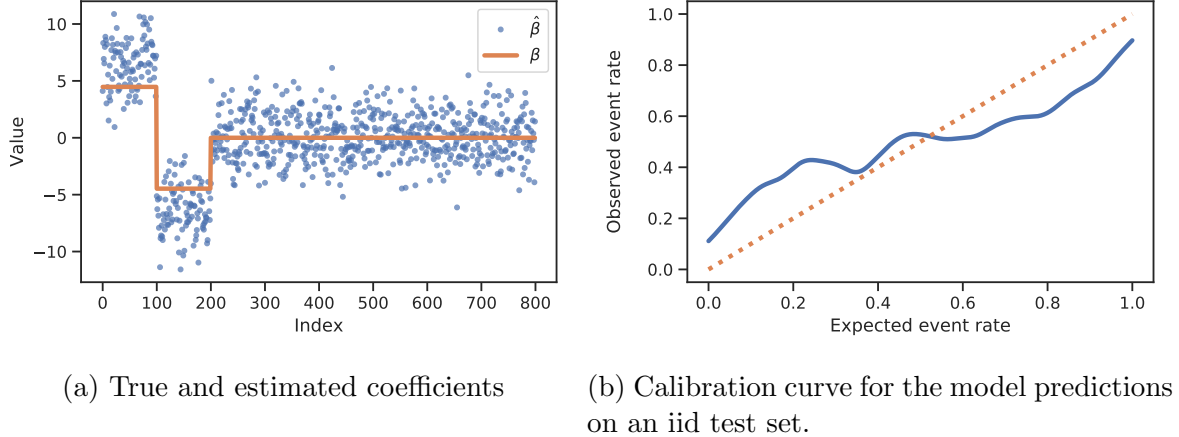 10
5
0
−5
−10
Value
0
100
200
300
400
500
600
700
800
Index
β̂
β
1.0
0.8
0.6
0.4
0.2
0.0
Observed event rate
0.0
0.2
0.4
0.6
0.8
1.0
Expected event rate
(a) True and estimated coefficients
(b) Calibration curve for the model predictions
on an iid test set.